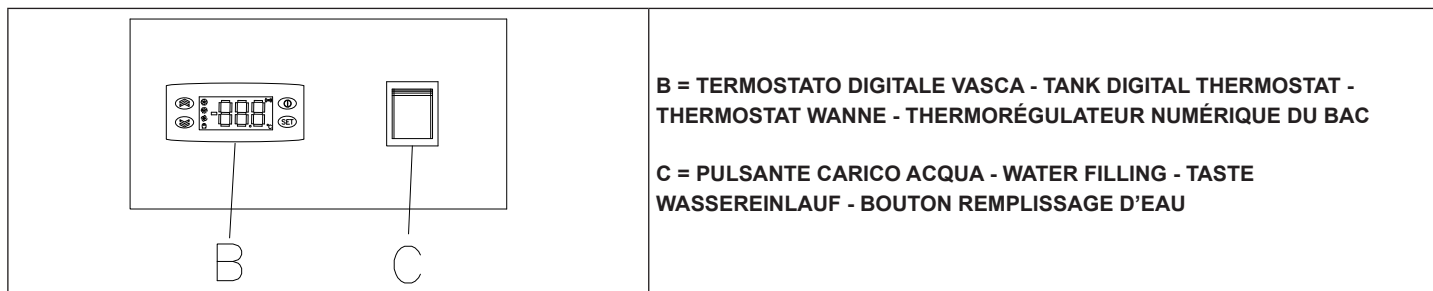 SET
B
C
B = TERMOSTATO DIGITALE VASCA - TANK DIGITAL THERMOSTAT -
THERMOSTAT WANNE - THERMORÉGULATEUR NUMÉRIQUE DU BAC
C = PULSANTE CARICO ACQUA - WATER FILLING - TASTE
WASSEREINLAUF - BOUTON REMPLISSAGE D’EAU